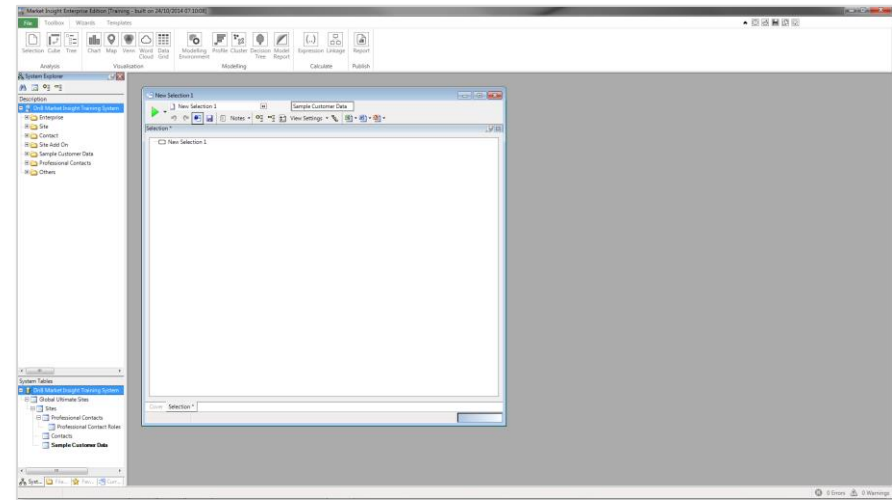 Market Insight Enterprise Edition [Training - built on 24/10/2014 07:10:08]
File Toolbox Wizards Templates
Selection Cube Tree Chart Map Venn Word Cloud Data Grid Modelling Environment Profile Cluster Decision Tree Model Report Expression Linkage Report
Analysis Visualisation Modelling Calculate Publish
System Explorer
Description
D&B Market Insight Training System
Enterprise
Site
Contact
Site Add On
Sample Customer Data
Professional Contacts
Others
System Tables
D&B Market Insight Training System
Global Ultimate Sites
Sites
Professional Contacts
Professional Contact Roles
Contacts
Sample Customer Data
Syst...
New Selection 1
New Selection 1 Sample Customer Data
Notes View Settings
Selection *
New Selection 1
Cover Selection *
0 Errors 0 Warnings